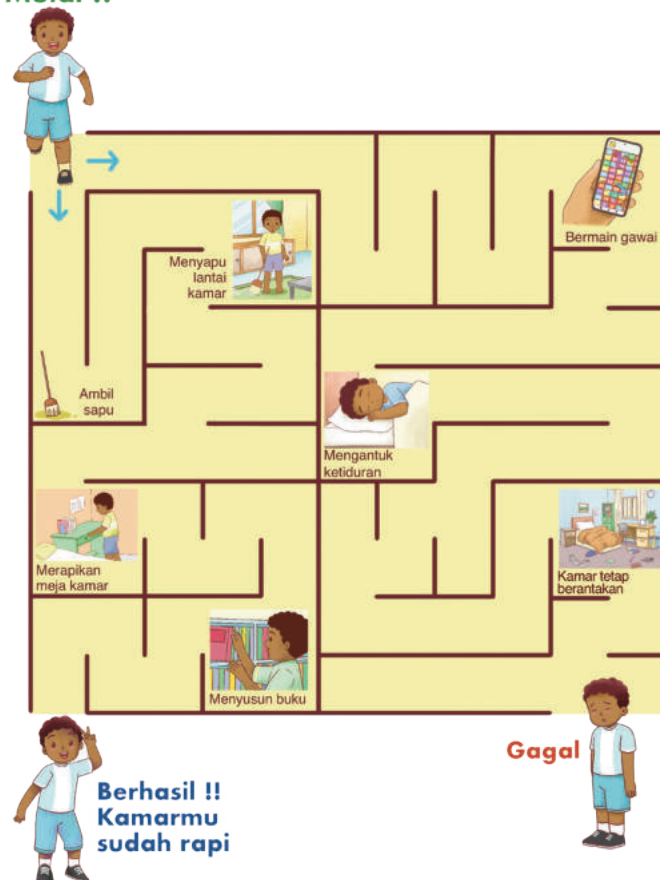 Bermain gawai
Menyapu
lantai
kamar
Ambil
sapu
Mengantuk
ketiduran
Merapikan
meja kamar
Kamar tetap
berantakan
Menyusun buku
Gagal
Berhasil !!
Kamarmu
sudah rapi